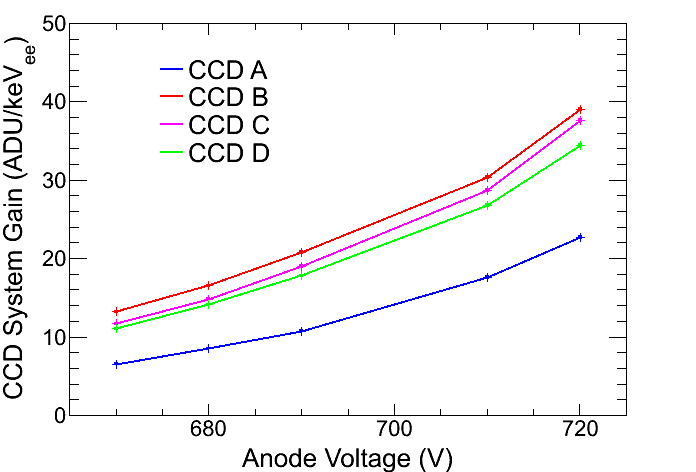 50
40
30
20
10
0
CCD System Gain (ADU/keVee)
CCD A
CCD B
CCD C
CCD D
680 700 720
Anode Voltage (V)